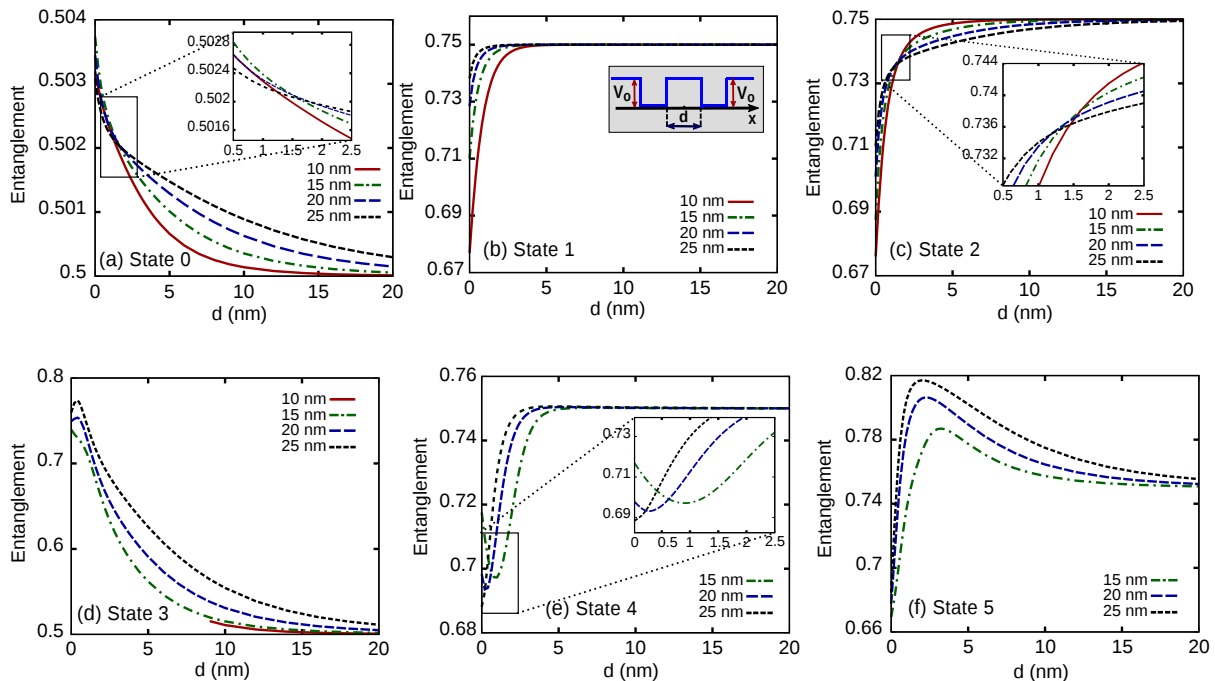 0.504
0.503
0.502
0.501
0.5
Entanglement
0.5028
0.5024
0.502
0.5016
0.5
1
1.5
2
2.5
10 nm
15 nm
20 nm
25 nm
(a) State 0
0 5 10 15 20
d (nm)
0.75
0.73
0.71
0.69
0.67
Entanglement
V₀ V₀
d
x
10 nm
15 nm
20 nm
25 nm
(b) State 1
0 5 10 15 20
d (nm)
0.75
0.73
0.71
0.69
0.67
Entanglement
0.744
0.74
0.736
0.732
0.5 1 1.5 2 2.5
10 nm
15 nm
20 nm
25 nm
(c) State 2
0 5 10 15 20
d (nm)
0.8
0.7
0.6
0.5
Entanglement
10 nm
15 nm
20 nm
25 nm
(d) State 3
0 5 10 15 20
d (nm)
0.76
0.74
0.72
0.7
0.68
Entanglement
0.73
0.71
0.69
0 0.5 1 1.5 2 2.5
15 nm
20 nm
25 nm
(e) State 4
0 5 10 15 20
d (nm)
0.82
0.78
0.74
0.7
0.66
Entanglement
15 nm
20 nm
25 nm
(f) State 5
0 5 10 15 20
d (nm)